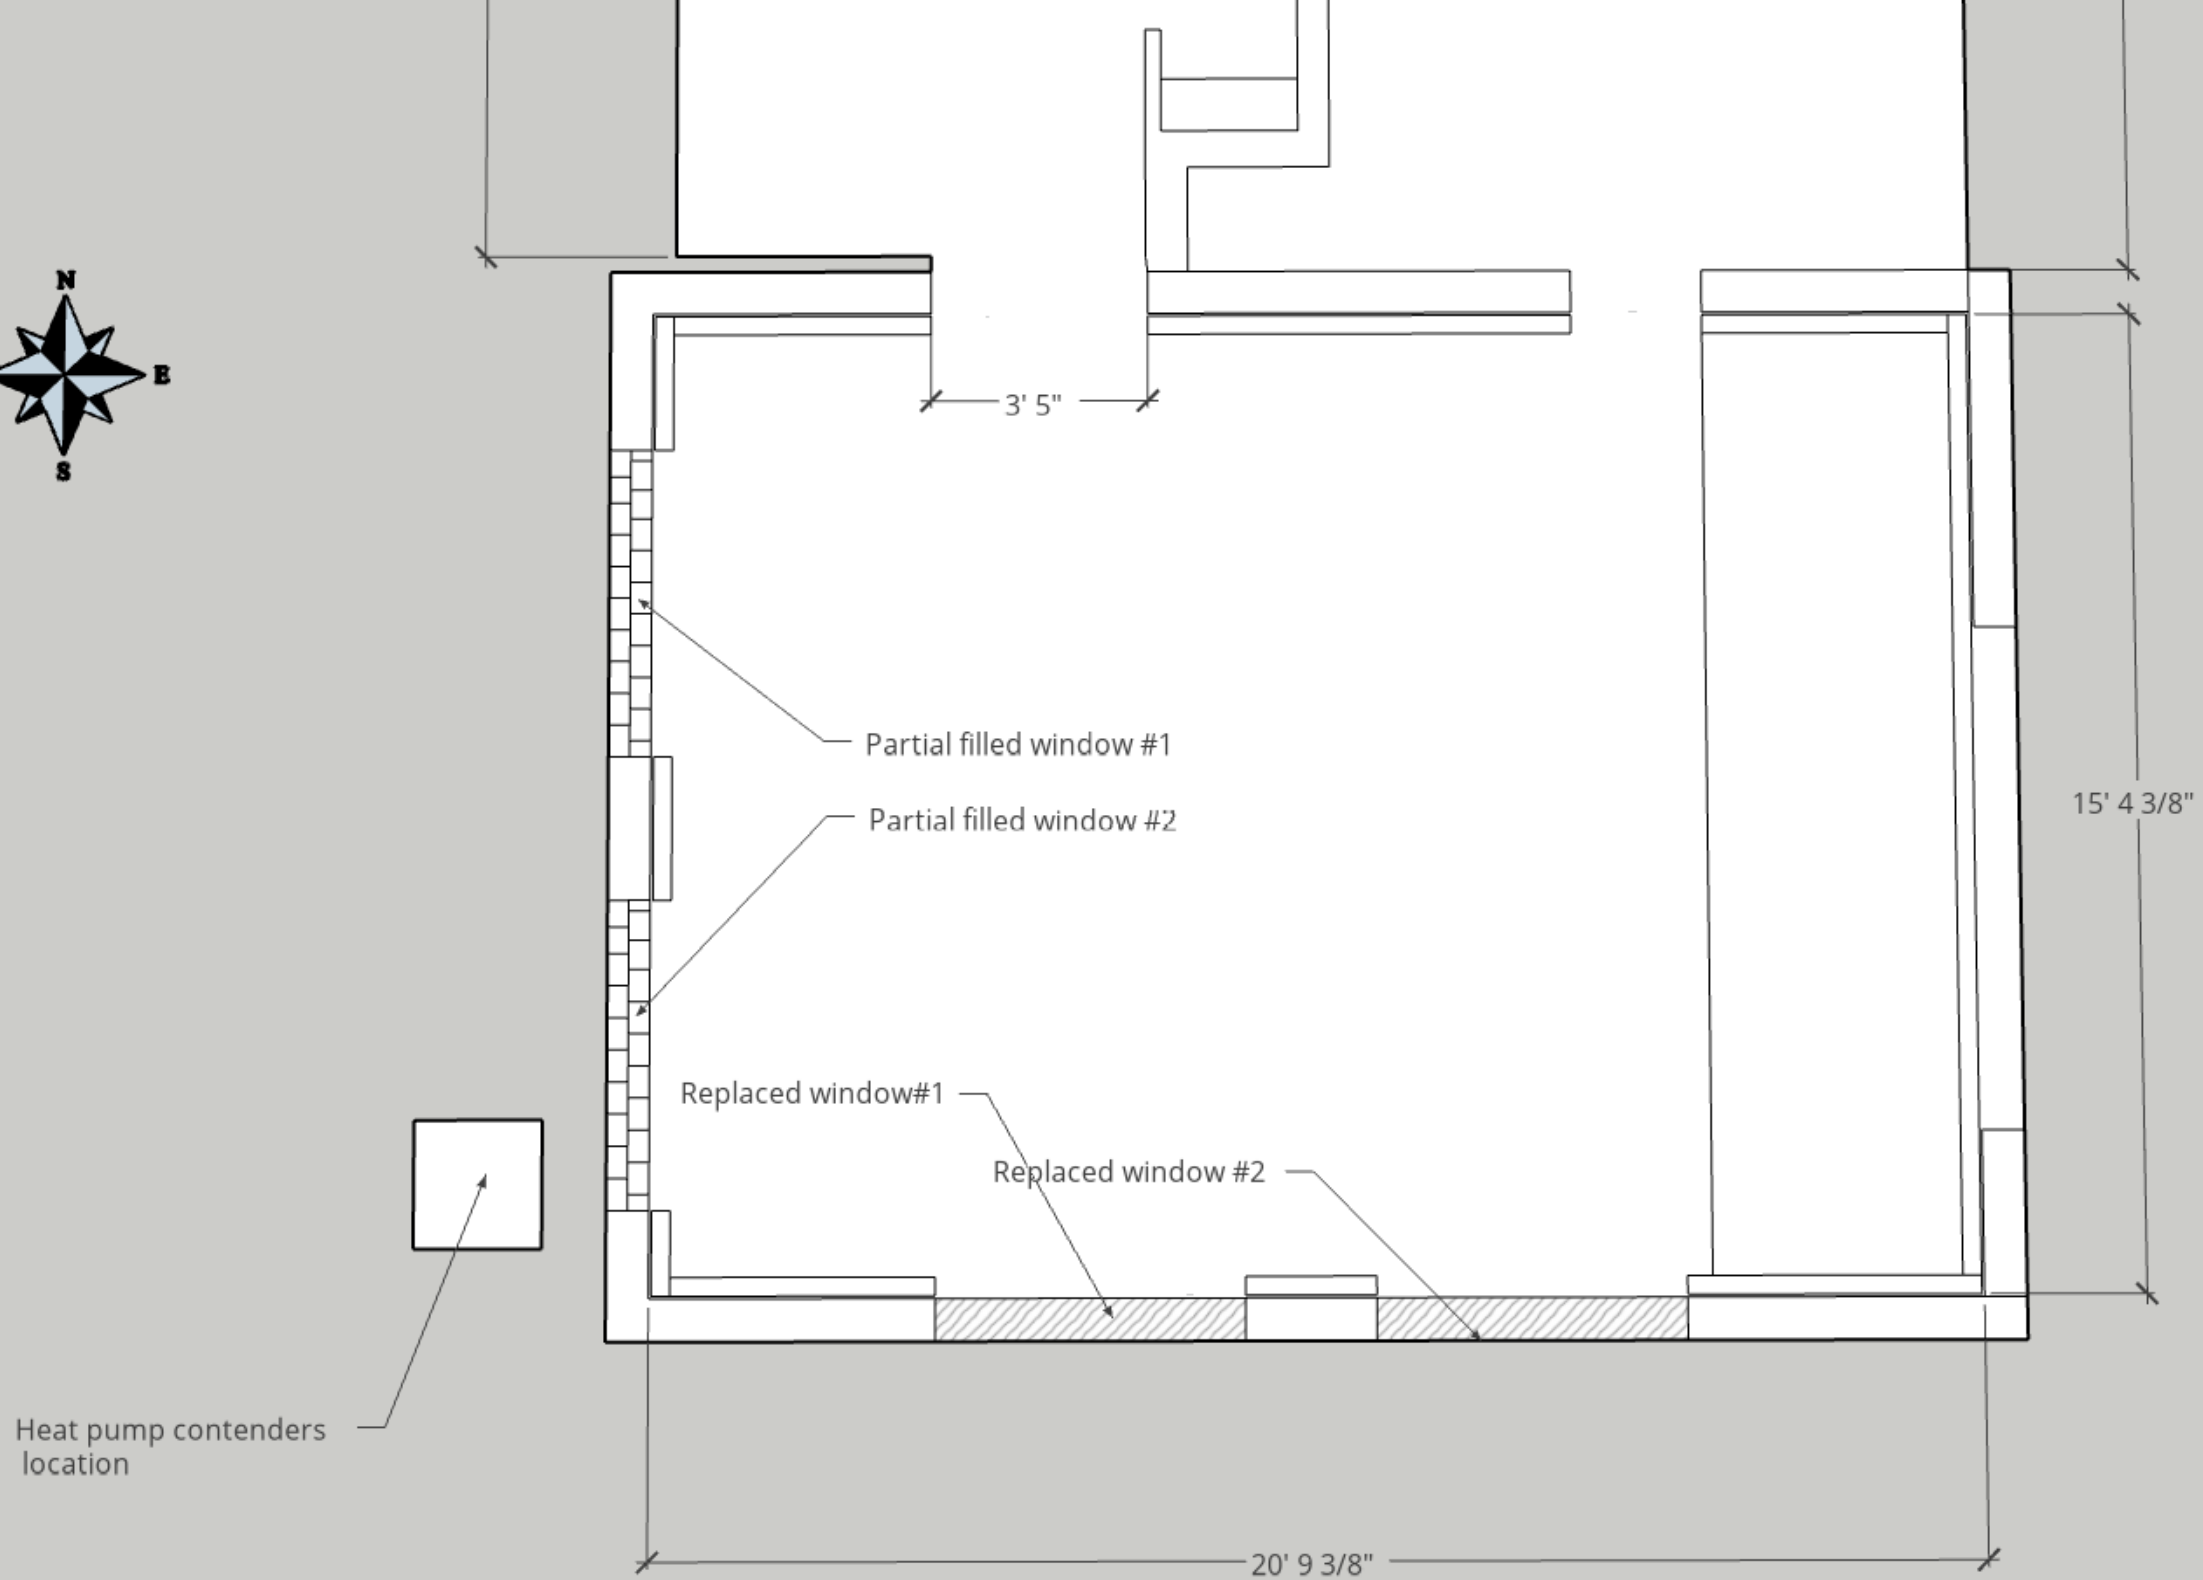 N
E
S
3' 5"
Partial filled window #1
15' 4 3/8"
Partial filled window #2
Replaced window#1
Replaced window #2
Heat pump contenders
location
20' 9 3/8"